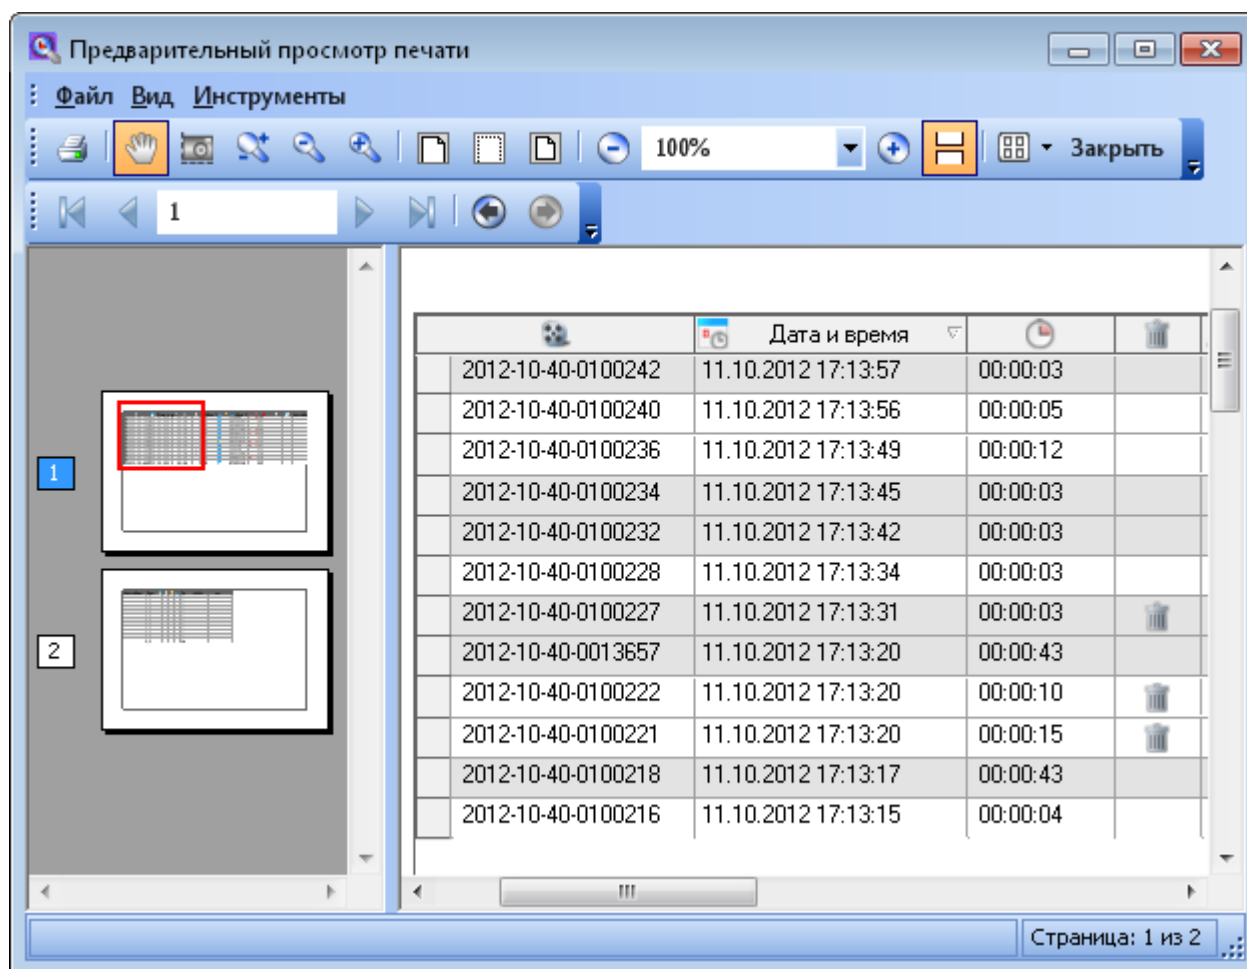 Предварительный просмотр печати
Файл Вид Инструменты
100% Закрыть
1
Дата и время
2012-10-40-0100242 11.10.2012 17:13:57 00:00:03
2012-10-40-0100240 11.10.2012 17:13:56 00:00:05
2012-10-40-0100236 11.10.2012 17:13:49 00:00:12
2012-10-40-0100234 11.10.2012 17:13:45 00:00:03
2012-10-40-0100232 11.10.2012 17:13:42 00:00:03
2012-10-40-0100228 11.10.2012 17:13:34 00:00:03
2012-10-40-0100227 11.10.2012 17:13:31 00:00:03
2012-10-40-0013657 11.10.2012 17:13:20 00:00:43
2012-10-40-0100222 11.10.2012 17:13:20 00:00:10
2012-10-40-0100221 11.10.2012 17:13:20 00:00:15
2012-10-40-0100218 11.10.2012 17:13:17 00:00:43
2012-10-40-0100216 11.10.2012 17:13:15 00:00:04
1
2
Страница: 1 из 2